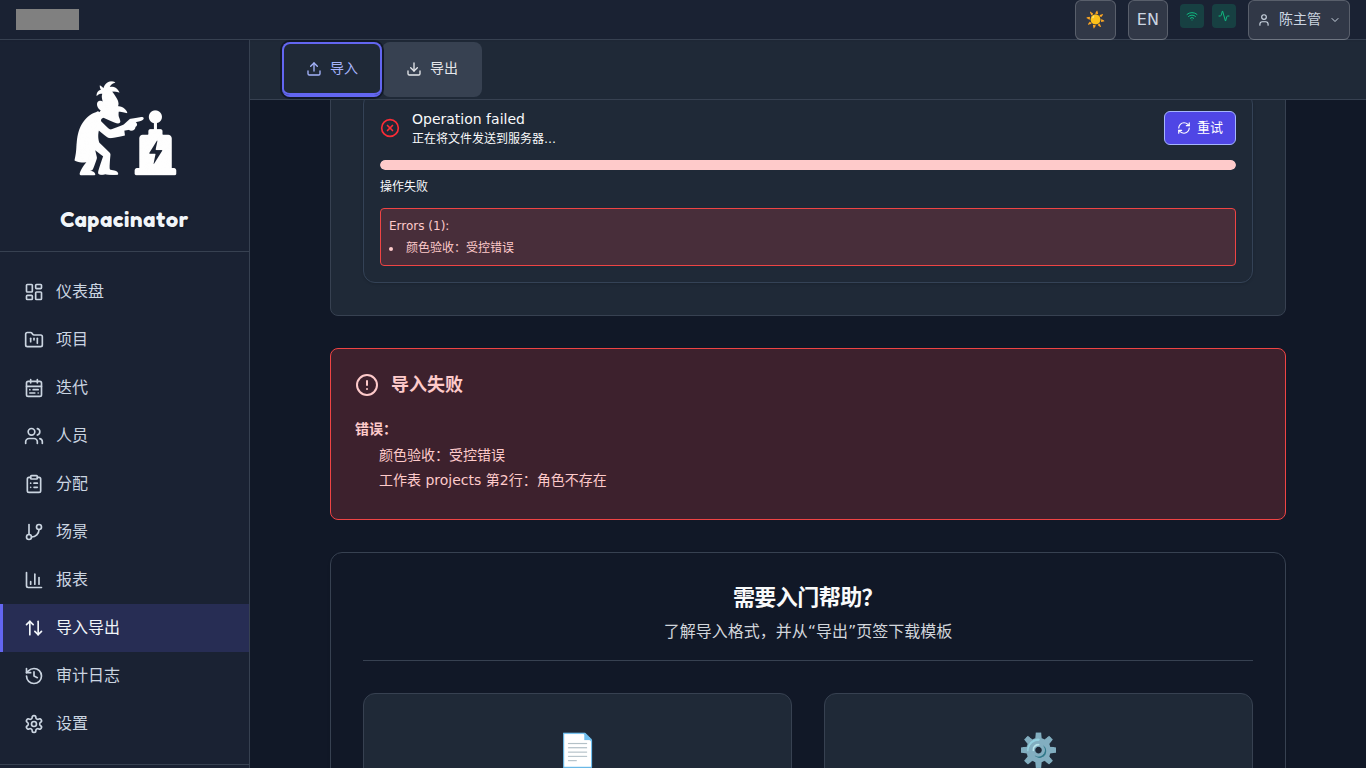 EN
陈主管
导入
导出
Capacinator
仪表盘
项目
迭代
人员
分配
场景
报表
导入导出
审计日志
设置
Operation failed
正在将文件发送到服务器...
重试
操作失败
Errors (1):
颜色验收：受控错误
导入失败
错误：
颜色验收：受控错误
工作表 projects 第2行：角色不存在
需要入门帮助？
了解导入格式，并从“导出”页签下载模板